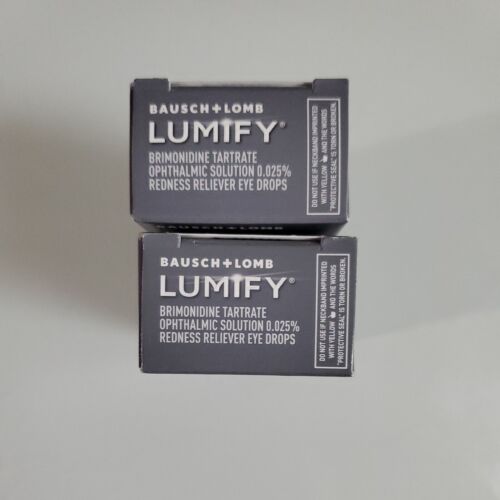 BAUSCH+LOMB
LUMIFY®
BRIMONIDINE TARTRATE
OPHTHALMIC SOLUTION 0.025%
REDNESS RELIEVER EYE DROPS
DO NOT USE IF NECKBAND IMPRINTED
WITH YELLOW AND THE WORDS
"PROTECTIVE SEAL" IS TORN OR BROKEN.
BAUSCH+LOMB
LUMIFY®
BRIMONIDINE TARTRATE
OPHTHALMIC SOLUTION 0.025%
REDNESS RELIEVER EYE DROPS
DO NOT USE IF NECKBAND IMPRINTED
WITH YELLOW AND THE WORDS
"PROTECTIVE SEAL" IS TORN OR BROKEN.